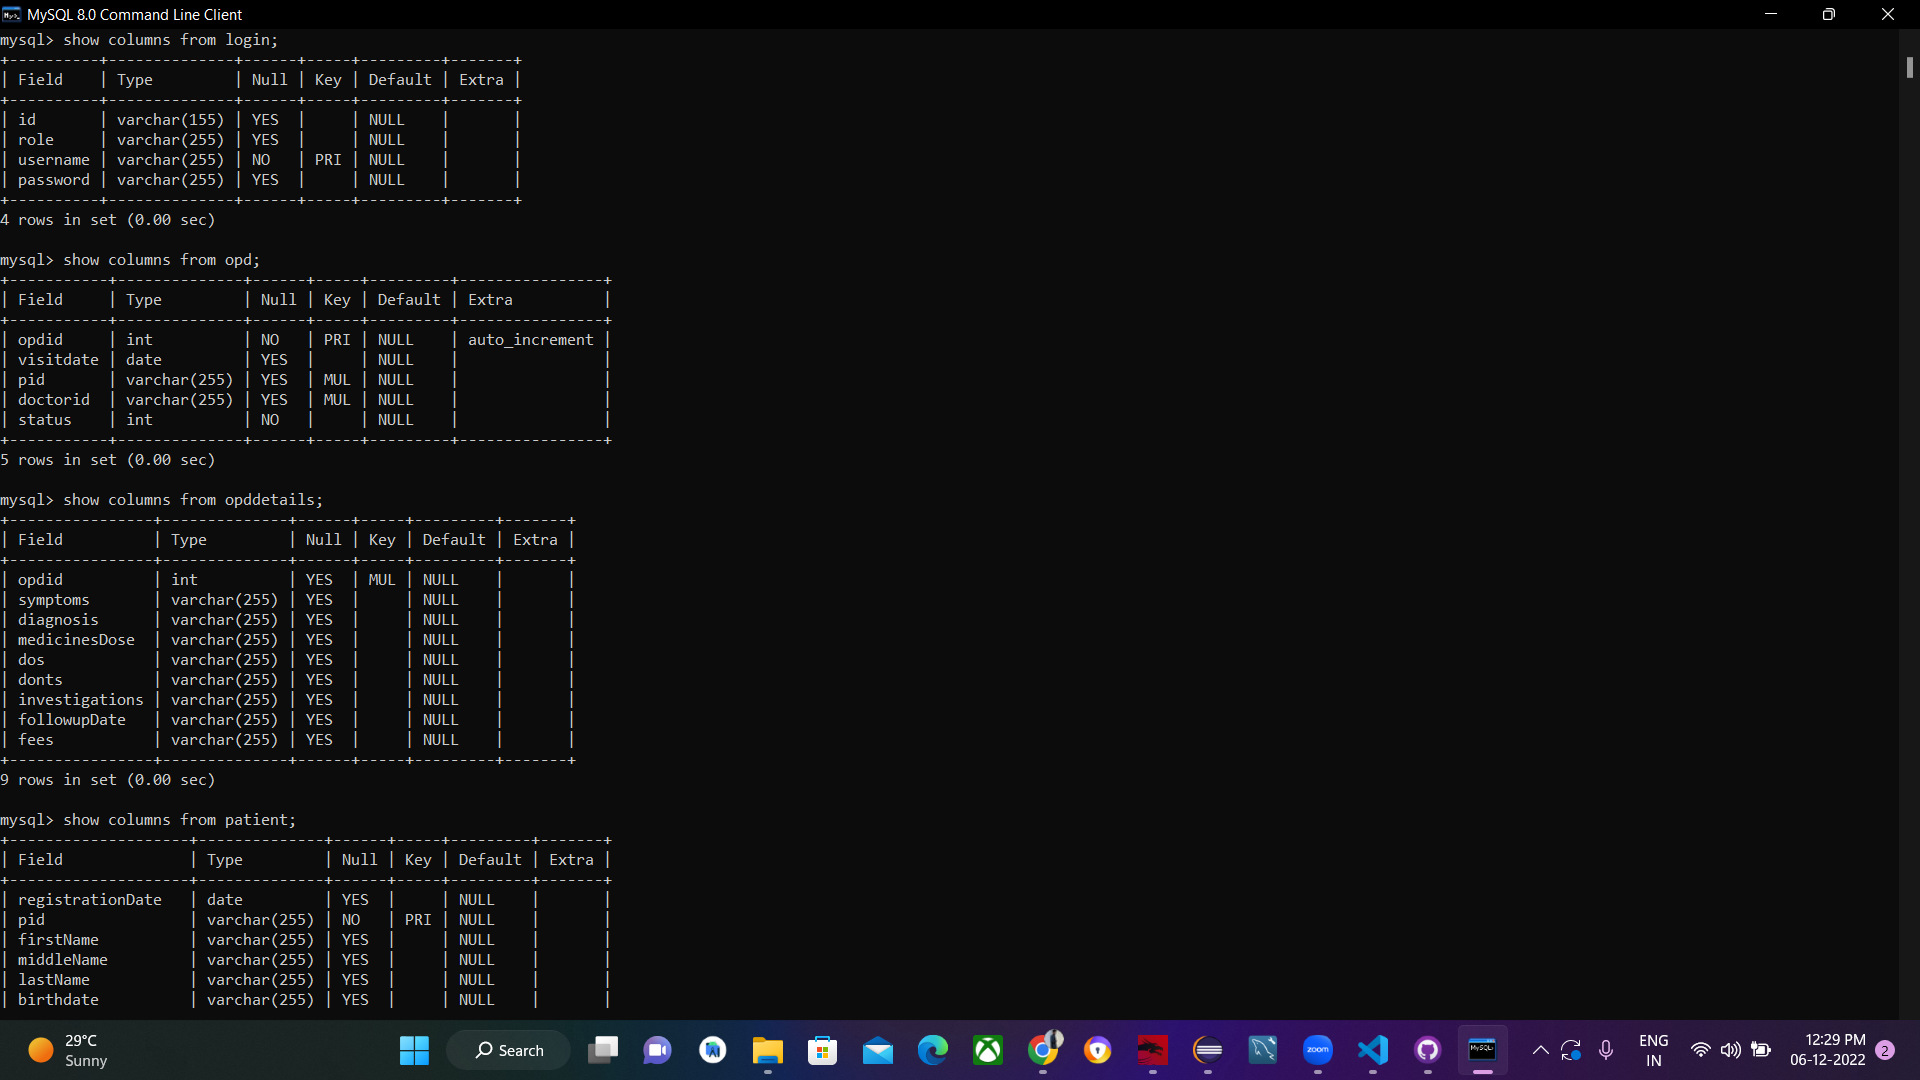 MySQL 8.0 Command Line Client
mysql> show columns from login;
+----------+--------------+------+-----+---------+-------+
| Field    | Type         | Null | Key | Default | Extra |
+----------+--------------+------+-----+---------+-------+
| id       | varchar(155) | YES  |     | NULL    |       |
| role     | varchar(255) | YES  |     | NULL    |       |
| username | varchar(255) | NO   | PRI | NULL    |       |
| password | varchar(255) | YES  |     | NULL    |       |
+----------+--------------+------+-----+---------+-------+
4 rows in set (0.00 sec)
mysql> show columns from opd;
+-----------+--------------+------+-----+---------+----------------+
| Field     | Type         | Null | Key | Default | Extra          |
+-----------+--------------+------+-----+---------+----------------+
| opdid     | int          | NO   | PRI | NULL    | auto_increment |
| visitdate | date         | YES  |     | NULL    |                |
| pid       | varchar(255) | YES  | MUL | NULL    |                |
| doctorid  | varchar(255) | YES  | MUL | NULL    |                |
| status    | int          | NO   |     | NULL    |                |
+-----------+--------------+------+-----+---------+----------------+
5 rows in set (0.00 sec)
mysql> show columns from opddetails;
+----------------+--------------+------+-----+---------+-------+
| Field          | Type         | Null | Key | Default | Extra |
+----------------+--------------+------+-----+---------+-------+
| opdid          | int          | YES  | MUL | NULL    |       |
| symptoms       | varchar(255) | YES  |     | NULL    |       |
| diagnosis      | varchar(255) | YES  |     | NULL    |       |
| medicinesDose  | varchar(255) | YES  |     | NULL    |       |
| dos            | varchar(255) | YES  |     | NULL    |       |
| donts          | varchar(255) | YES  |     | NULL    |       |
| investigations | varchar(255) | YES  |     | NULL    |       |
| followupDate   | varchar(255) | YES  |     | NULL    |       |
| fees           | varchar(255) | YES  |     | NULL    |       |
+----------------+--------------+------+-----+---------+-------+
9 rows in set (0.00 sec)
mysql> show columns from patient;
+--------------------+--------------+------+-----+---------+-------+
| Field              | Type         | Null | Key | Default | Extra |
+--------------------+--------------+------+-----+---------+-------+
| registrationDate   | date         | YES  |     | NULL    |       |
| pid                | varchar(255) | NO   | PRI | NULL    |       |
| firstName          | varchar(255) | YES  |     | NULL    |       |
| middleName         | varchar(255) | YES  |     | NULL    |       |
| lastName           | varchar(255) | YES  |     | NULL    |       |
| birthdate          | varchar(255) | YES  |     | NULL    |       |
29°C
Sunny
Search
zoom
MySQL
ENG
IN
12:29 PM
06-12-2022
2